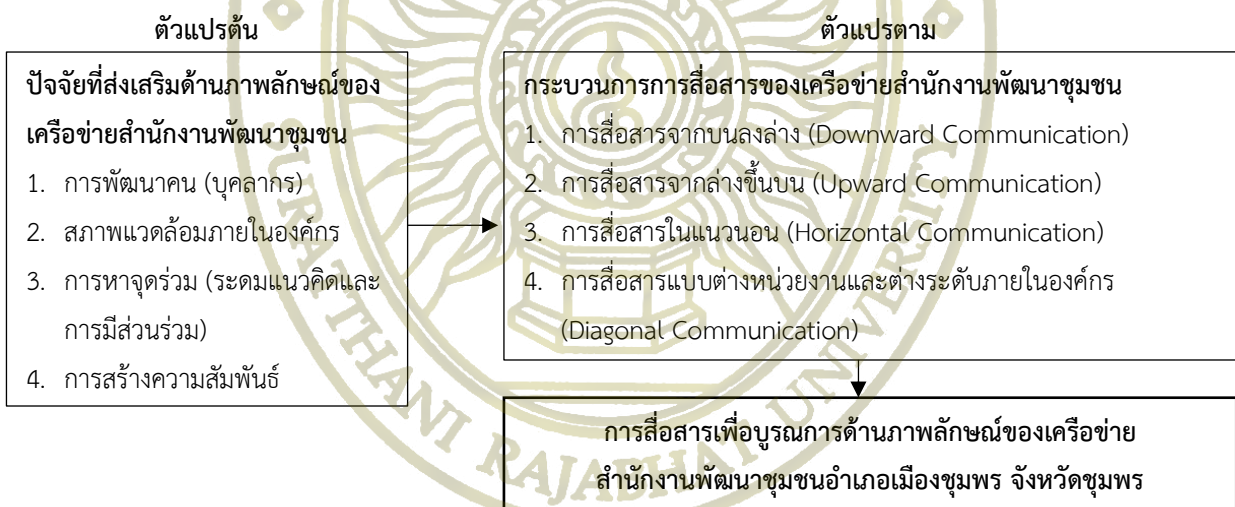 ตัวแปรต้น
ตัวแปรตาม
ปัจจัยที่ส่งเสริมด้านภาพลักษณ์ของ
เครือข่ายสำนักงานพัฒนาชุมชน
1. การพัฒนาคน (บุคลากร)
2. สภาพแวดล้อมภายในองค์กร
3. การหาจุดร่วม (ระดมแนวคิดและ
การมีส่วนร่วม)
4. การสร้างความสัมพันธ์
กระบวนการการสื่อสารของเครือข่ายสำนักงานพัฒนาชุมชน
1. การสื่อสารจากบนลงล่าง (Downward Communication)
2. การสื่อสารจากล่างขึ้นบน (Upward Communication)
3. การสื่อสารในแนวนอน (Horizontal Communication)
4. การสื่อสารแบบต่างหน่วยงานและต่างระดับภายในองค์กร
(Diagonal Communication)
การสื่อสารเพื่อบูรณการด้านภาพลักษณ์ของเครือข่าย
สำนักงานพัฒนาชุมชนอำเภอเมืองชุมพร จังหวัดชุมพร
SURATTHANI RAJABHAT UNIVERSITY